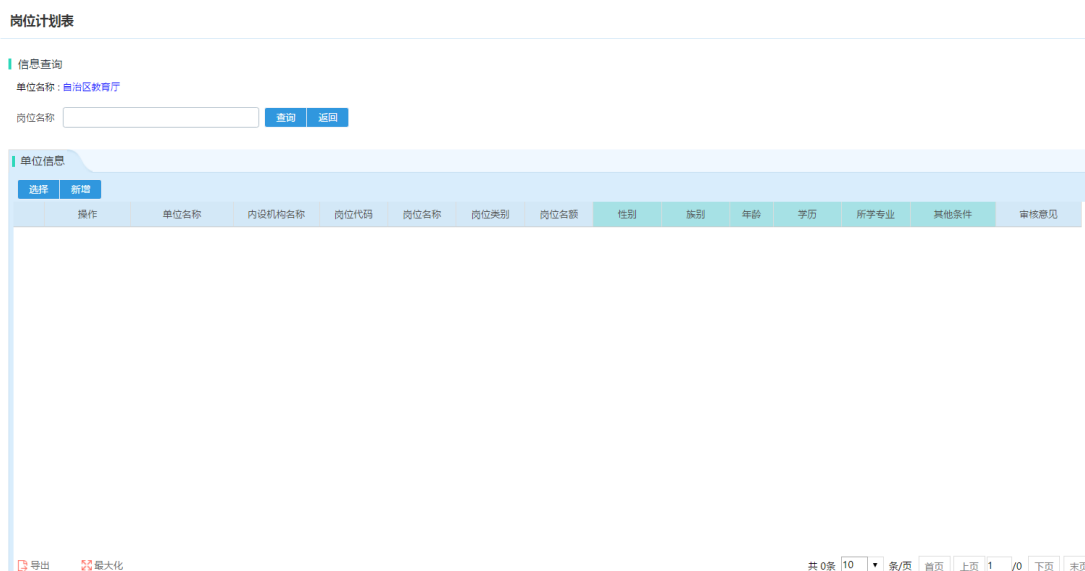 岗位计划表
信息查询
单位名称 : 自治区教育厅
岗位名称 查询 返回
单位信息
选择 新增
操作 单位名称 内设机构名称 岗位代码 岗位名称 岗位类别 岗位名额 性别 族别 年龄 学历 所学专业 其他条件 审核意见
导出 最大化 共 0条 10 条/页 首页 上页 1 /0 下页 末页